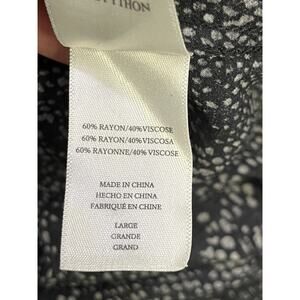 60% RAYON/40% VISCOSE
60% RAYON/40% VISCOSA
60% RAYONNE/40% VISCOSE
MADE IN CHINA
HECHO EN CHINA
FABRIQUÉ EN CHINE
LARGE
GRANDE
GRAND